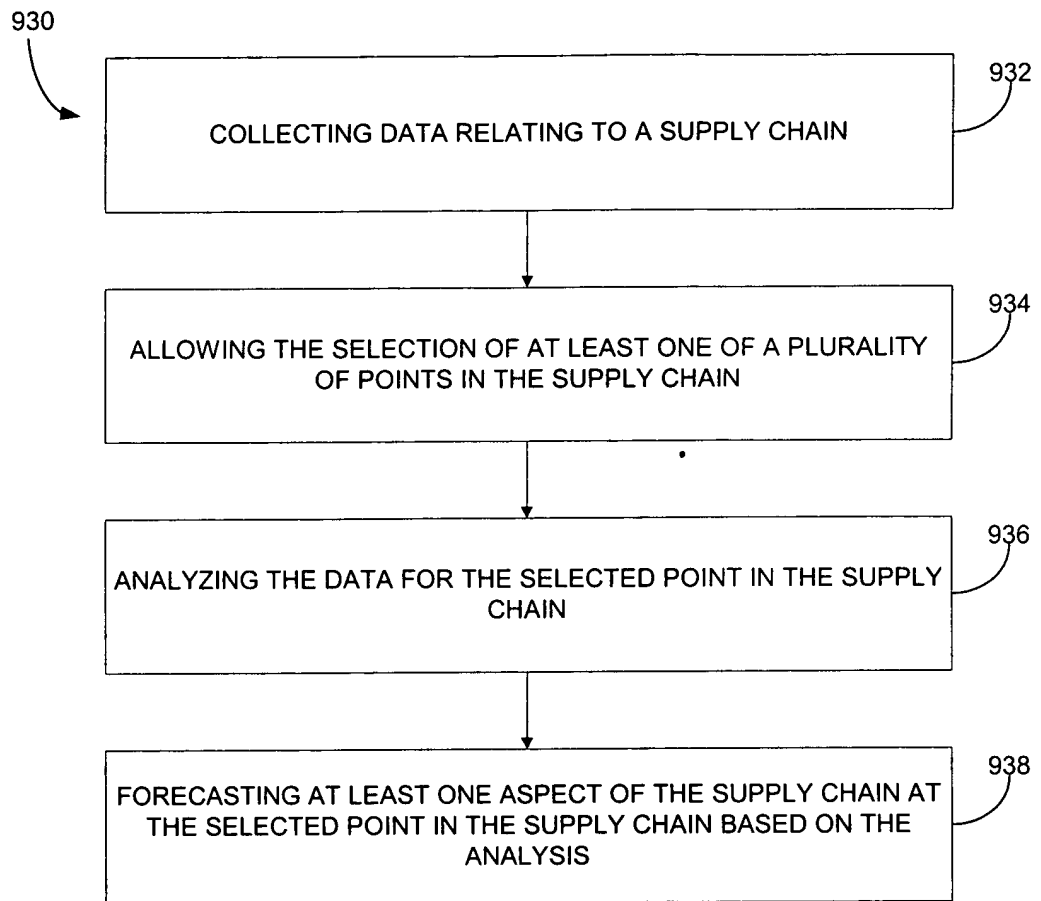 930
932
COLLECTING DATA RELATING TO A SUPPLY CHAIN
934
ALLOWING THE SELECTION OF AT LEAST ONE OF A PLURALITY
OF POINTS IN THE SUPPLY CHAIN
936
ANALYZING THE DATA FOR THE SELECTED POINT IN THE SUPPLY
CHAIN
938
FORECASTING AT LEAST ONE ASPECT OF THE SUPPLY CHAIN AT
THE SELECTED POINT IN THE SUPPLY CHAIN BASED ON THE
ANALYSIS